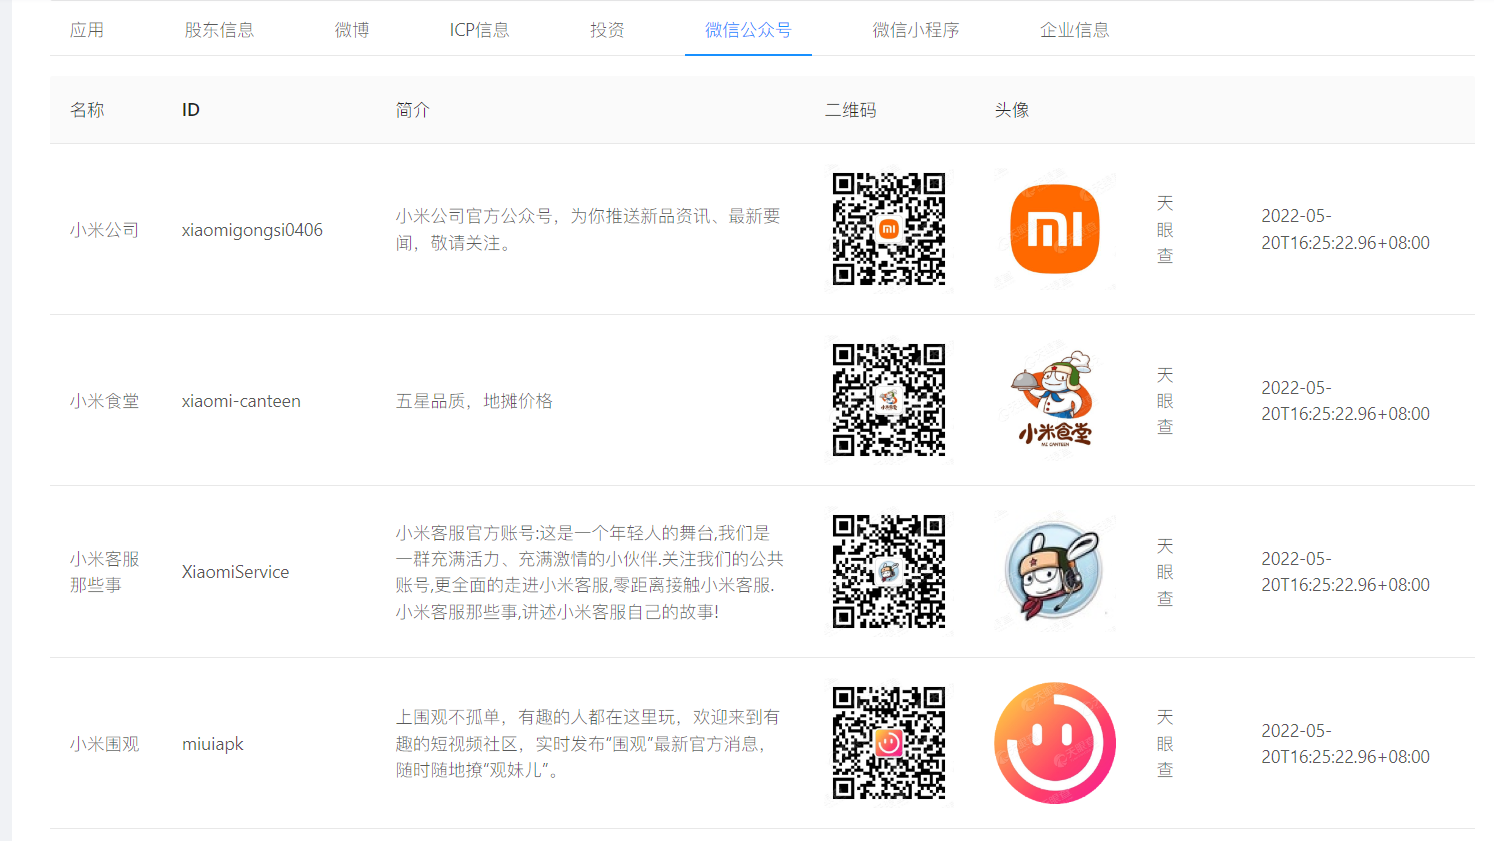 应用 股东信息 微博 ICP信息 投资 微信公众号 微信小程序 企业信息
名称 ID 简介 二维码 头像
小米公司 xiaomigongsi0406
小米公司官方公众号，为你推送新品资讯、最新要
闻，敬请关注。
mi
mi
天
眼
查
2022-05-
20T16:25:22.96+08:00
小米食堂 xiaomi-canteen 五星品质，地摊价格
小米食堂
小米食堂
MI CANTEEN
天
眼
查
2022-05-
20T16:25:22.96+08:00
小米客服
那些事
XiaomiService
小米客服官方账号:这是一个年轻人的舞台,我们是
一群充满活力、充满激情的小伙伴.关注我们的公共
账号,更全面的走进小米客服,零距离接触小米客服.
小米客服那些事,讲述小米客服自己的故事!
天
眼
查
2022-05-
20T16:25:22.96+08:00
小米围观 miuiapk
上围观不孤单，有趣的人都在这里玩，欢迎来到有
趣的短视频社区，实时发布“围观”最新官方消息，
随时随地撩“观妹儿”。
天
眼
查
2022-05-
20T16:25:22.96+08:00